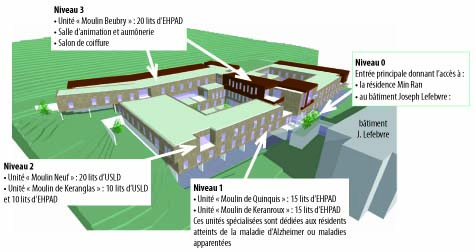 Niveau 3
• Unité « Moulin Beubry » : 20 lits d'EHPAD
• Salle d'animation et aumônerie
• Salon de coiffure
Niveau 0
Entrée principale donnant l'accès à :
• la résidence Min Ran
• au bâtiment Joseph Lefebvre :
bâtiment
J. Lefebvre
Niveau 2
• Unité « Moulin Neuf » : 20 lits d'USLD
• Unité « Moulin de Keranglas » : 10 lits d'USLD
et 10 lits d'EHPAD
Niveau 1
• Unité « Moulin de Quinquis » : 15 lits d'EHPAD
• Unité « Moulin de Keranroux » : 15 lits d'EHPAD
Ces unités spécialisées sont dédiées aux résidents
atteints de la maladie d'Alzheimer ou maladies
apparentées